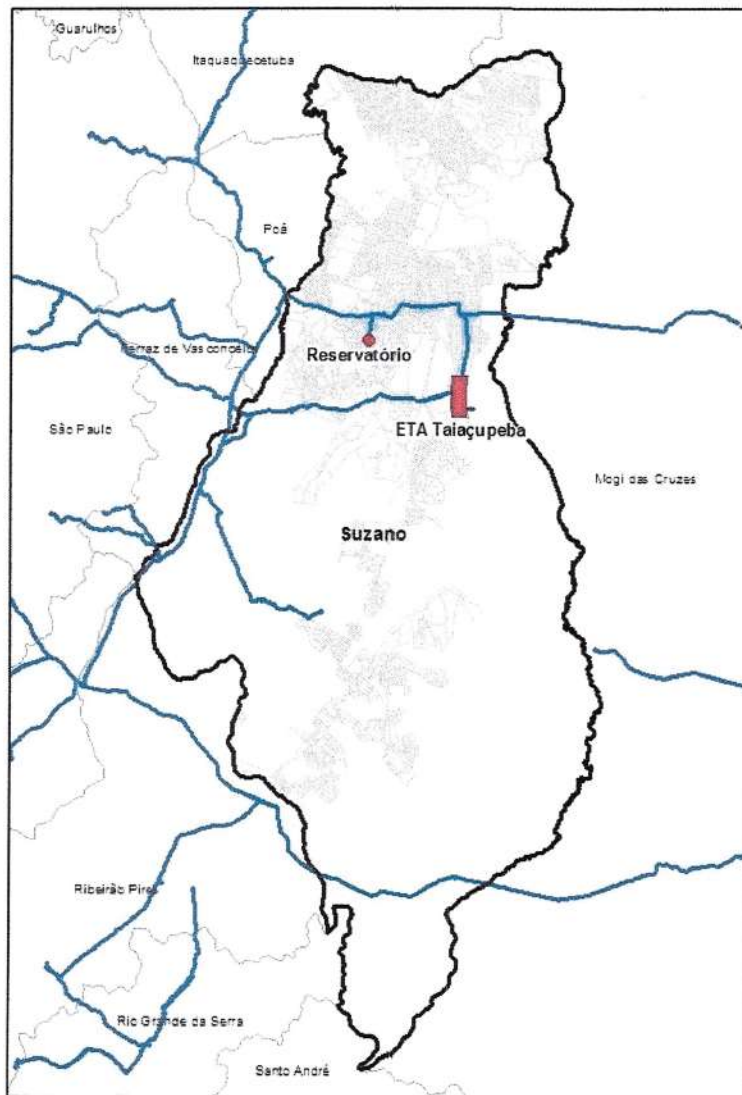 Guarulhos
Itaquaquecetuba
Poá
Ferraz de Vasconcelos
Reservatório
São Paulo
ETA Taiaçupeba
Mogi das Cruzes
Suzano
Ribeirão Pires
Rio Grande da Serra
Santo André